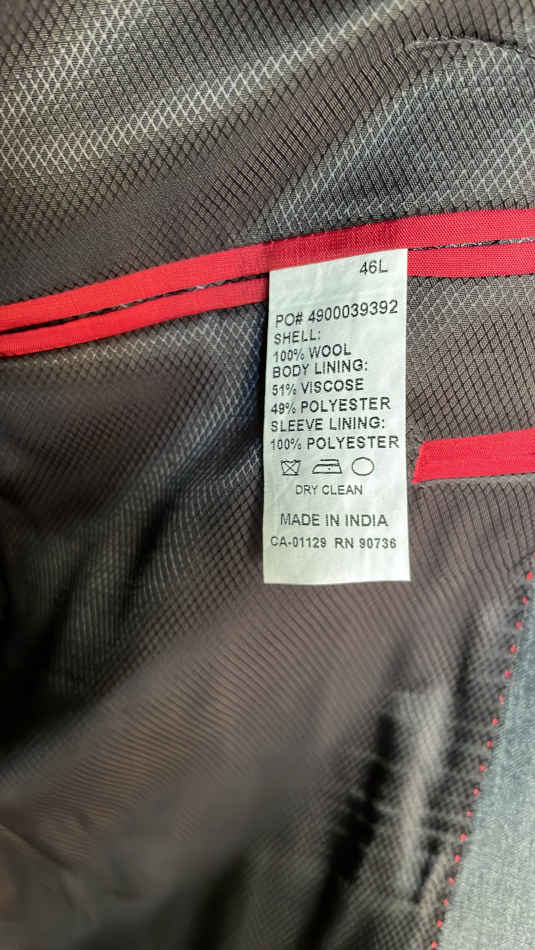 46L
PO# 4900039392
SHELL:
100% WOOL
BODY LINING:
51% VISCOSE
49% POLYESTER
SLEEVE LINING:
100% POLYESTER
DRY CLEAN
MADE IN INDIA
CA-01129 RN 90736